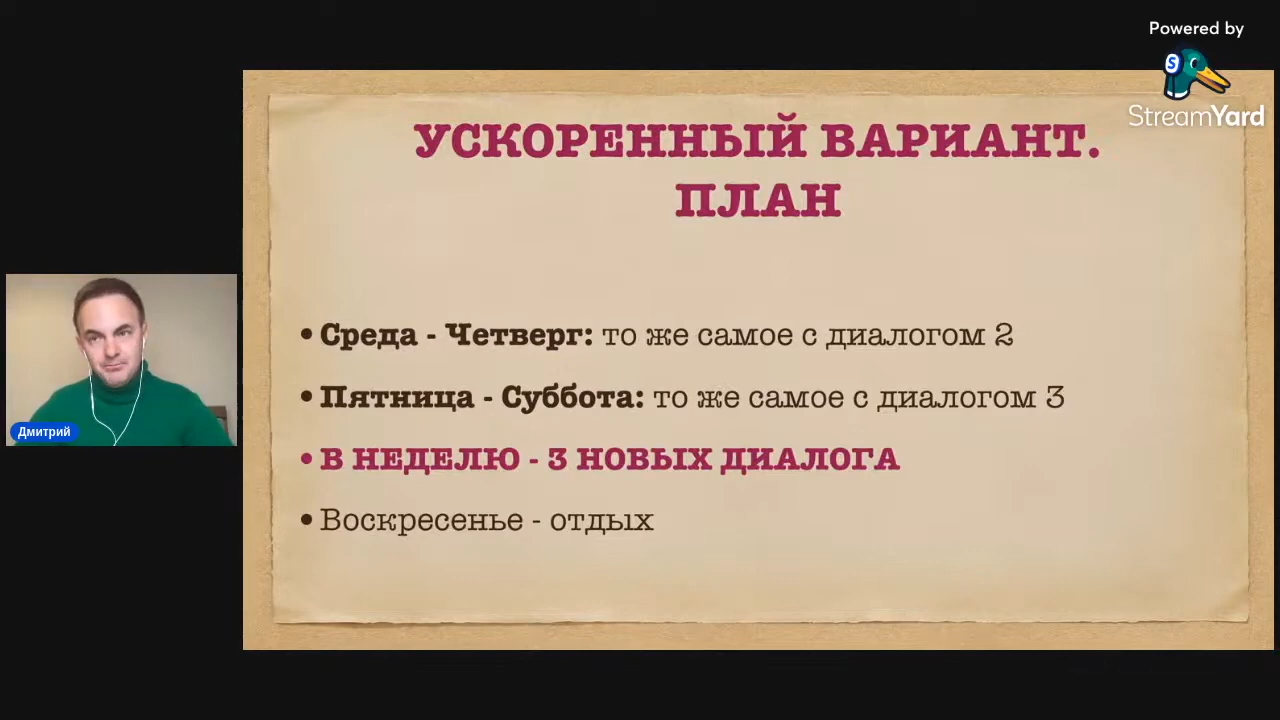 Powered by
StreamYard
УСКОРЕННЫЙ ВАРИАНТ.
ПЛАН
• Среда - Четверг: то же самое с диалогом 2
• Пятница - Суббота: то же самое с диалогом 3
• В НЕДЕЛЮ - 3 НОВЫХ ДИАЛОГА
• Воскресенье - отдых
Дмитрий